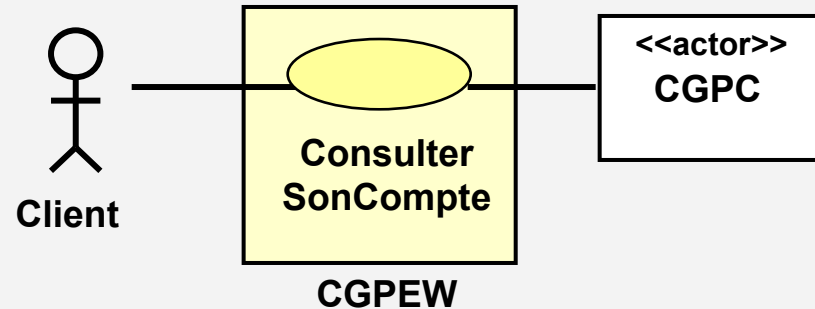 Client
Consulter
SonCompte
CGPEW
<<actor>>
CGPC